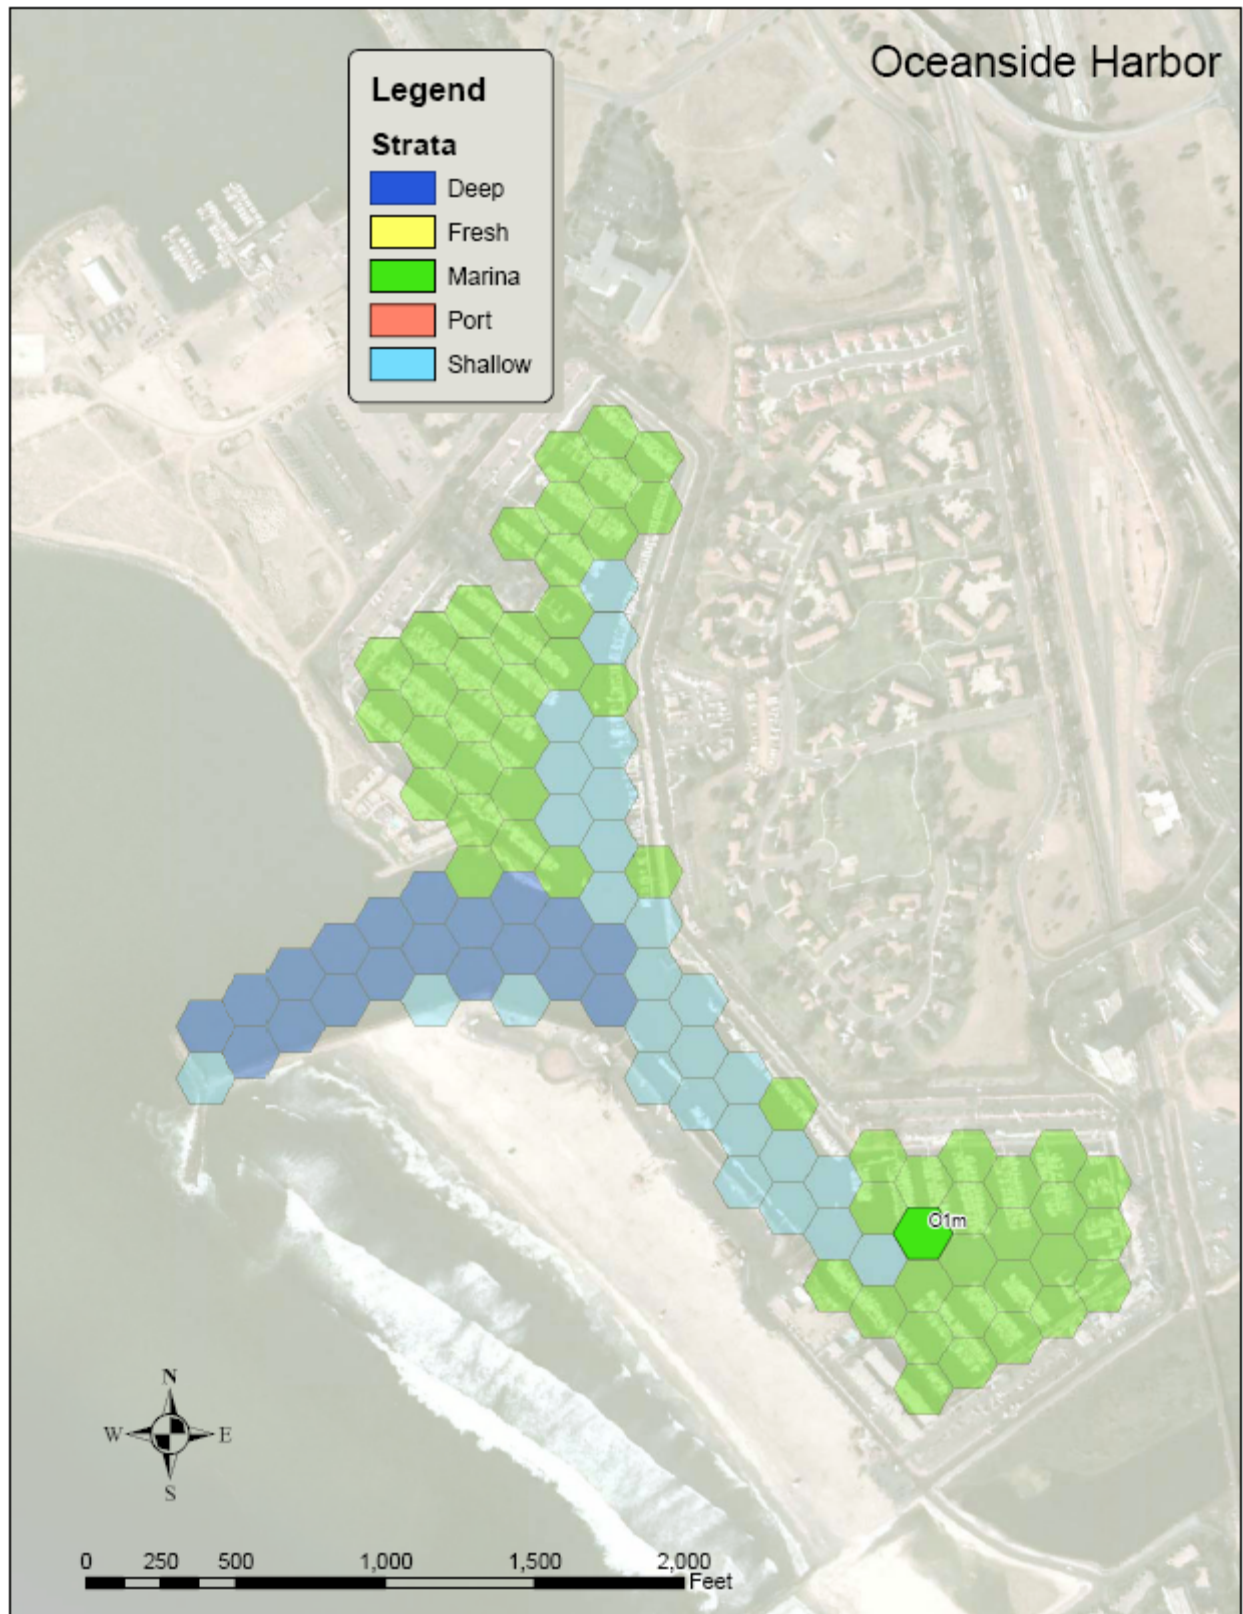 Oceanside Harbor
Legend
Strata
Deep
Fresh
Marina
Port
Shallow
O1m
N
W E
S
0 250 500 1,000 1,500 2,000
Feet